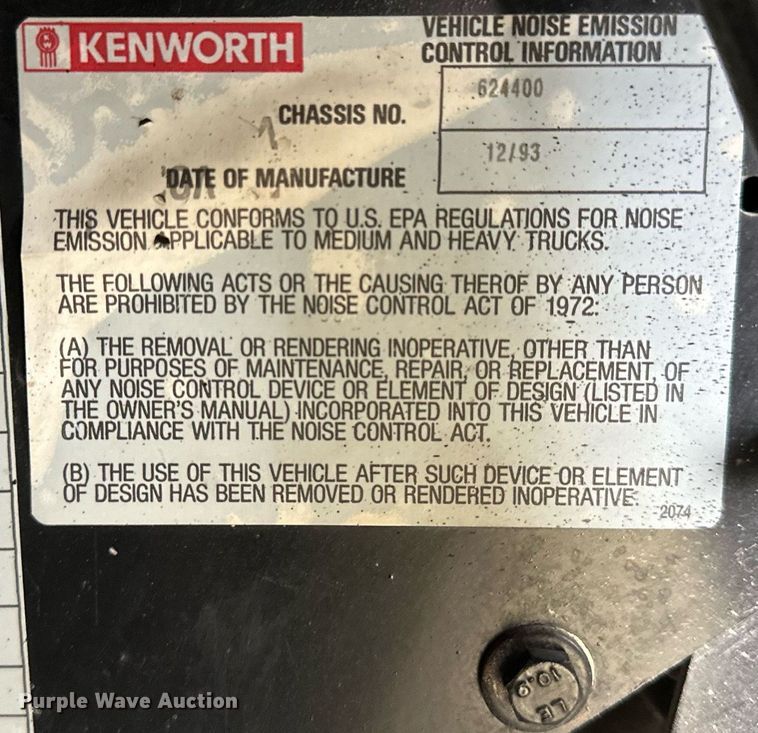 KENWORTH
VEHICLE NOISE EMISSION
CONTROL INFORMATION
CHASSIS NO.
624400
DATE OF MANUFACTURE
12/93
THIS VEHICLE CONFORMS TO U.S. EPA REGULATIONS FOR NOISE
EMISSION APPLICABLE TO MEDIUM AND HEAVY TRUCKS.
THE FOLLOWING ACTS OR THE CAUSING THEROF BY ANY PERSON
ARE PROHIBITED BY THE NOISE CONTROL ACT OF 1972:
(A) THE REMOVAL OR RENDERING INOPERATIVE, OTHER THAN
FOR PURPOSES OF MAINTENANCE, REPAIR, OR REPLACEMENT, OF
ANY NOISE CONTROL DEVICE OR ELEMENT OF DESIGN (LISTED IN
THE OWNER'S MANUAL) INCORPORATED INTO THIS VEHICLE IN
COMPLIANCE WITH THE NOISE CONTROL ACT.
(B) THE USE OF THIS VEHICLE AFTER SUCH DEVICE OR ELEMENT
OF DESIGN HAS BEEN REMOVED OR RENDERED INOPERATIVE.
2074
10.9
LE
Purple Wave Auction